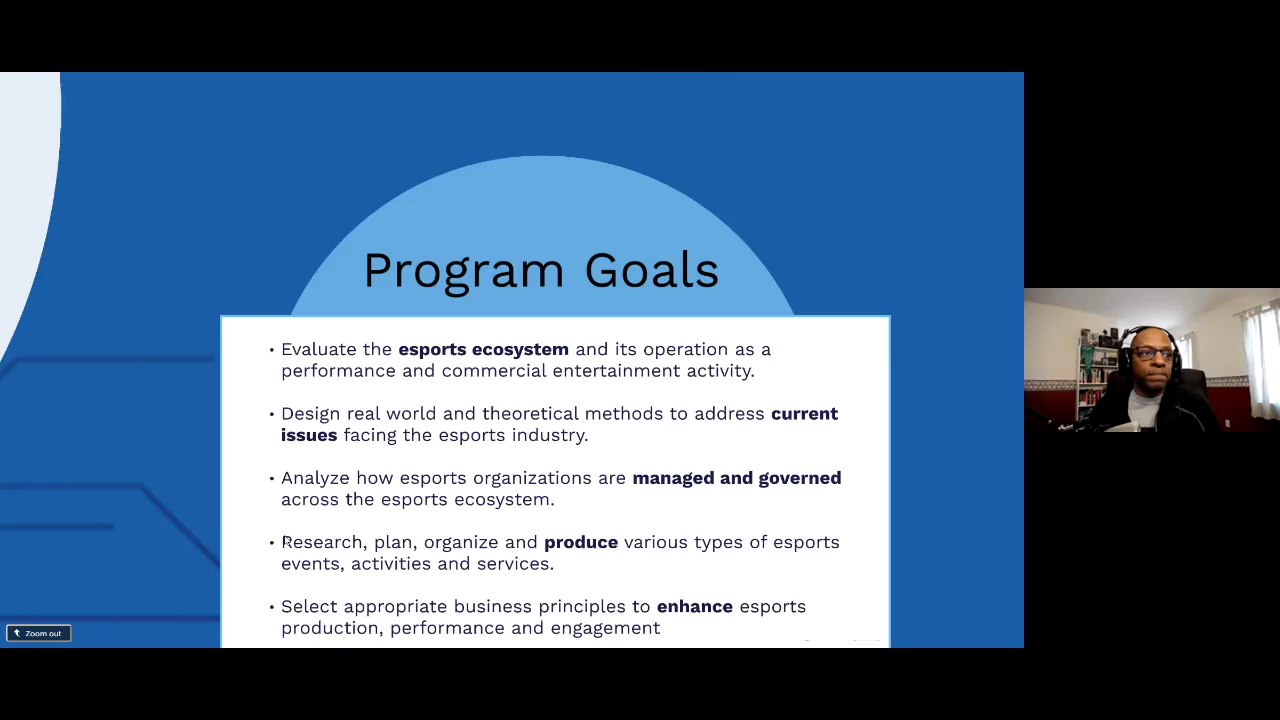 Program Goals
• Evaluate the esports ecosystem and its operation as a
performance and commercial entertainment activity.
• Design real world and theoretical methods to address current
issues facing the esports industry.
• Analyze how esports organizations are managed and governed
across the esports ecosystem.
• Research, plan, organize and produce various types of esports
events, activities and services.
• Select appropriate business principles to enhance esports
production, performance and engagement
Zoom out